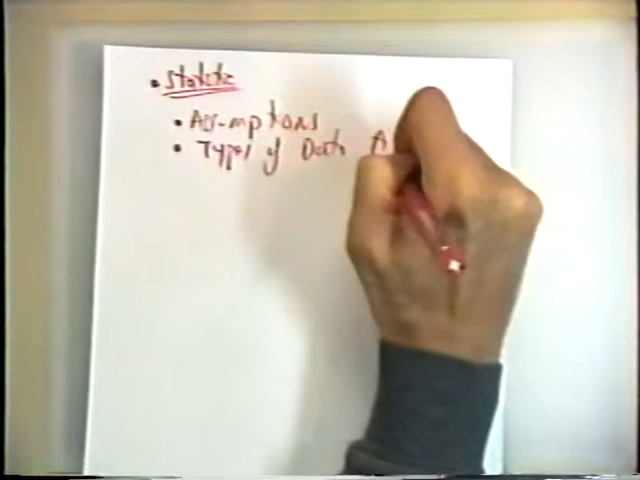 • Statistic
• Assumptions
• Types of Data A